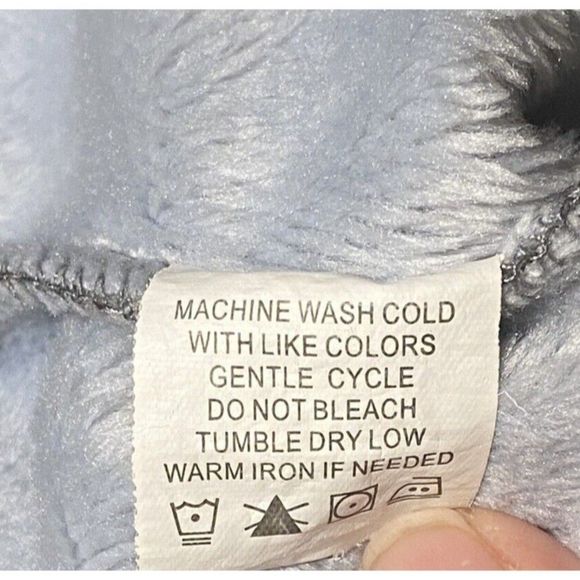 MACHINE WASH COLD
WITH LIKE COLORS
GENTLE CYCLE
DO NOT BLEACH
TUMBLE DRY LOW
WARM IRON IF NEEDED